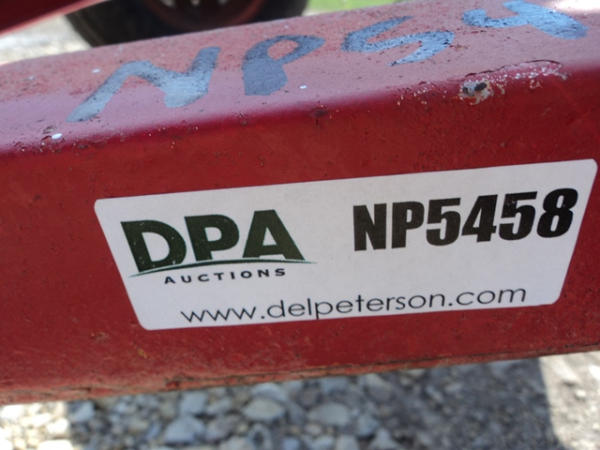 NP54
DPA
AUCTIONS
NP5458
www.delpeterson.com